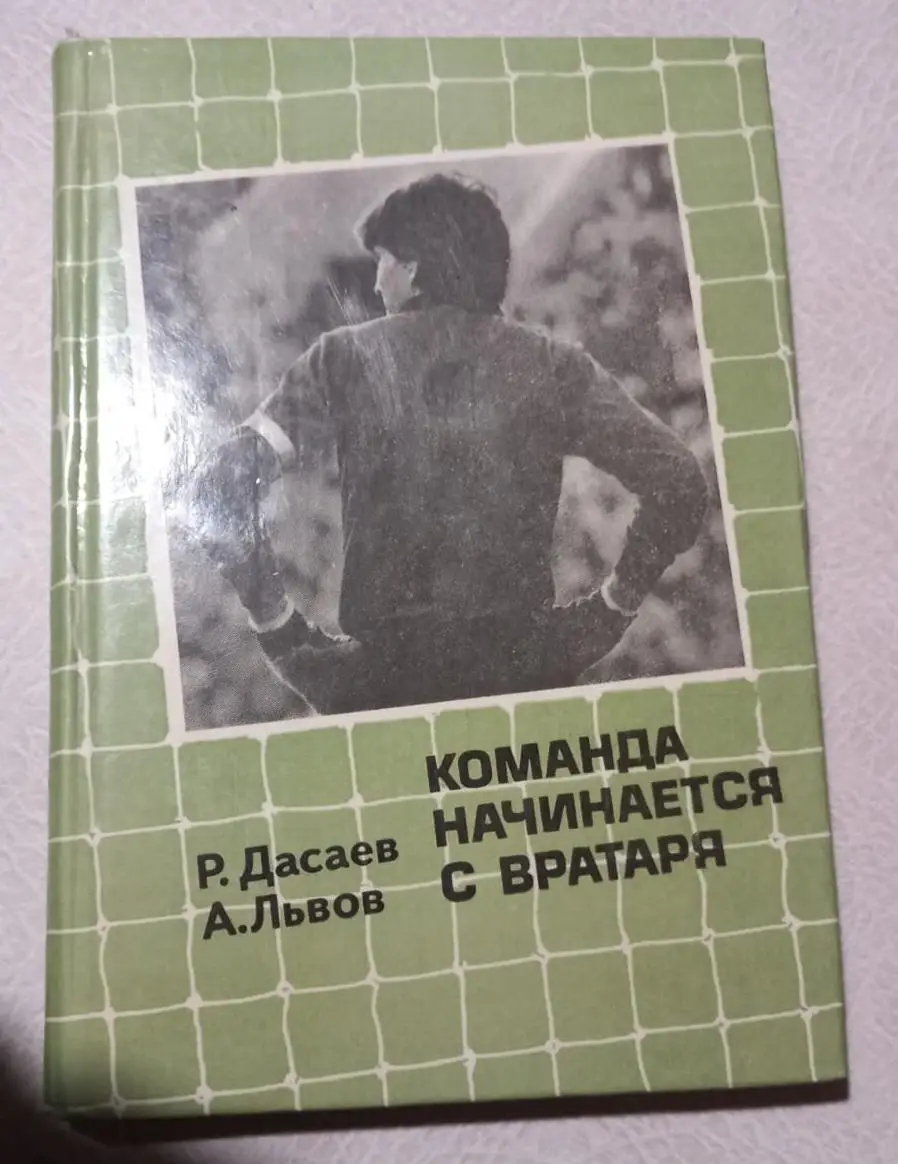 Р. Дасаев
А. Львов
КОМАНДА
НАЧИНАЕТСЯ
С ВРАТАРЯ